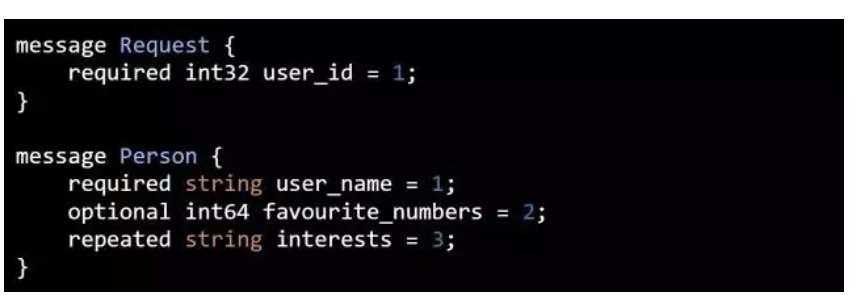 message Request {
    required int32 user_id = 1;
}

message Person {
    required string user_name = 1;
    optional int64 favourite_numbers = 2;
    repeated string interests = 3;
}